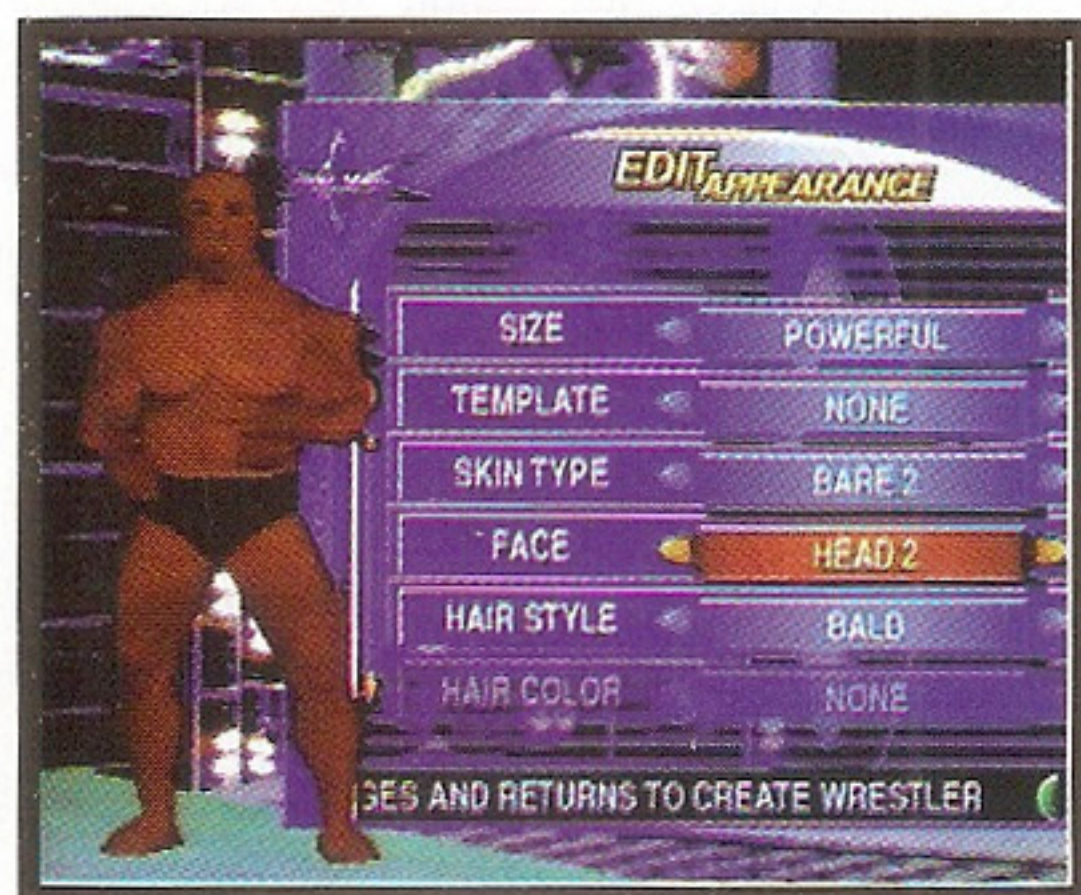 EDIT APPEARANCE
SIZE POWERFUL
TEMPLATE NONE
SKIN TYPE BARE 2
FACE HEAD 2
HAIR STYLE BALD
HAIR COLOR NONE
GES AND RETURNS TO CREATE WRESTLER